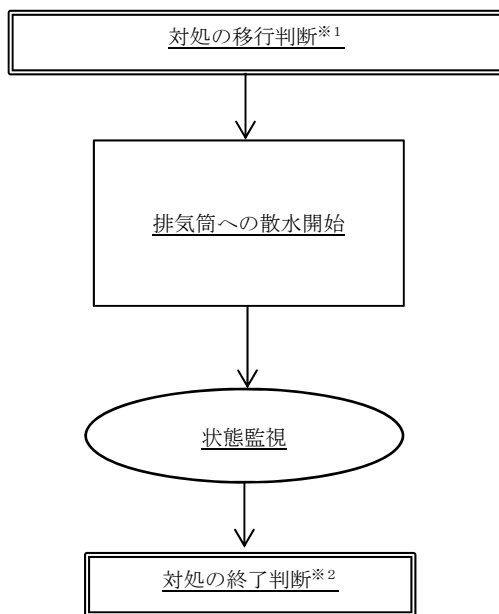 対処の移行判断※1
排気筒への散水開始
状態監視
対処の終了判断※2